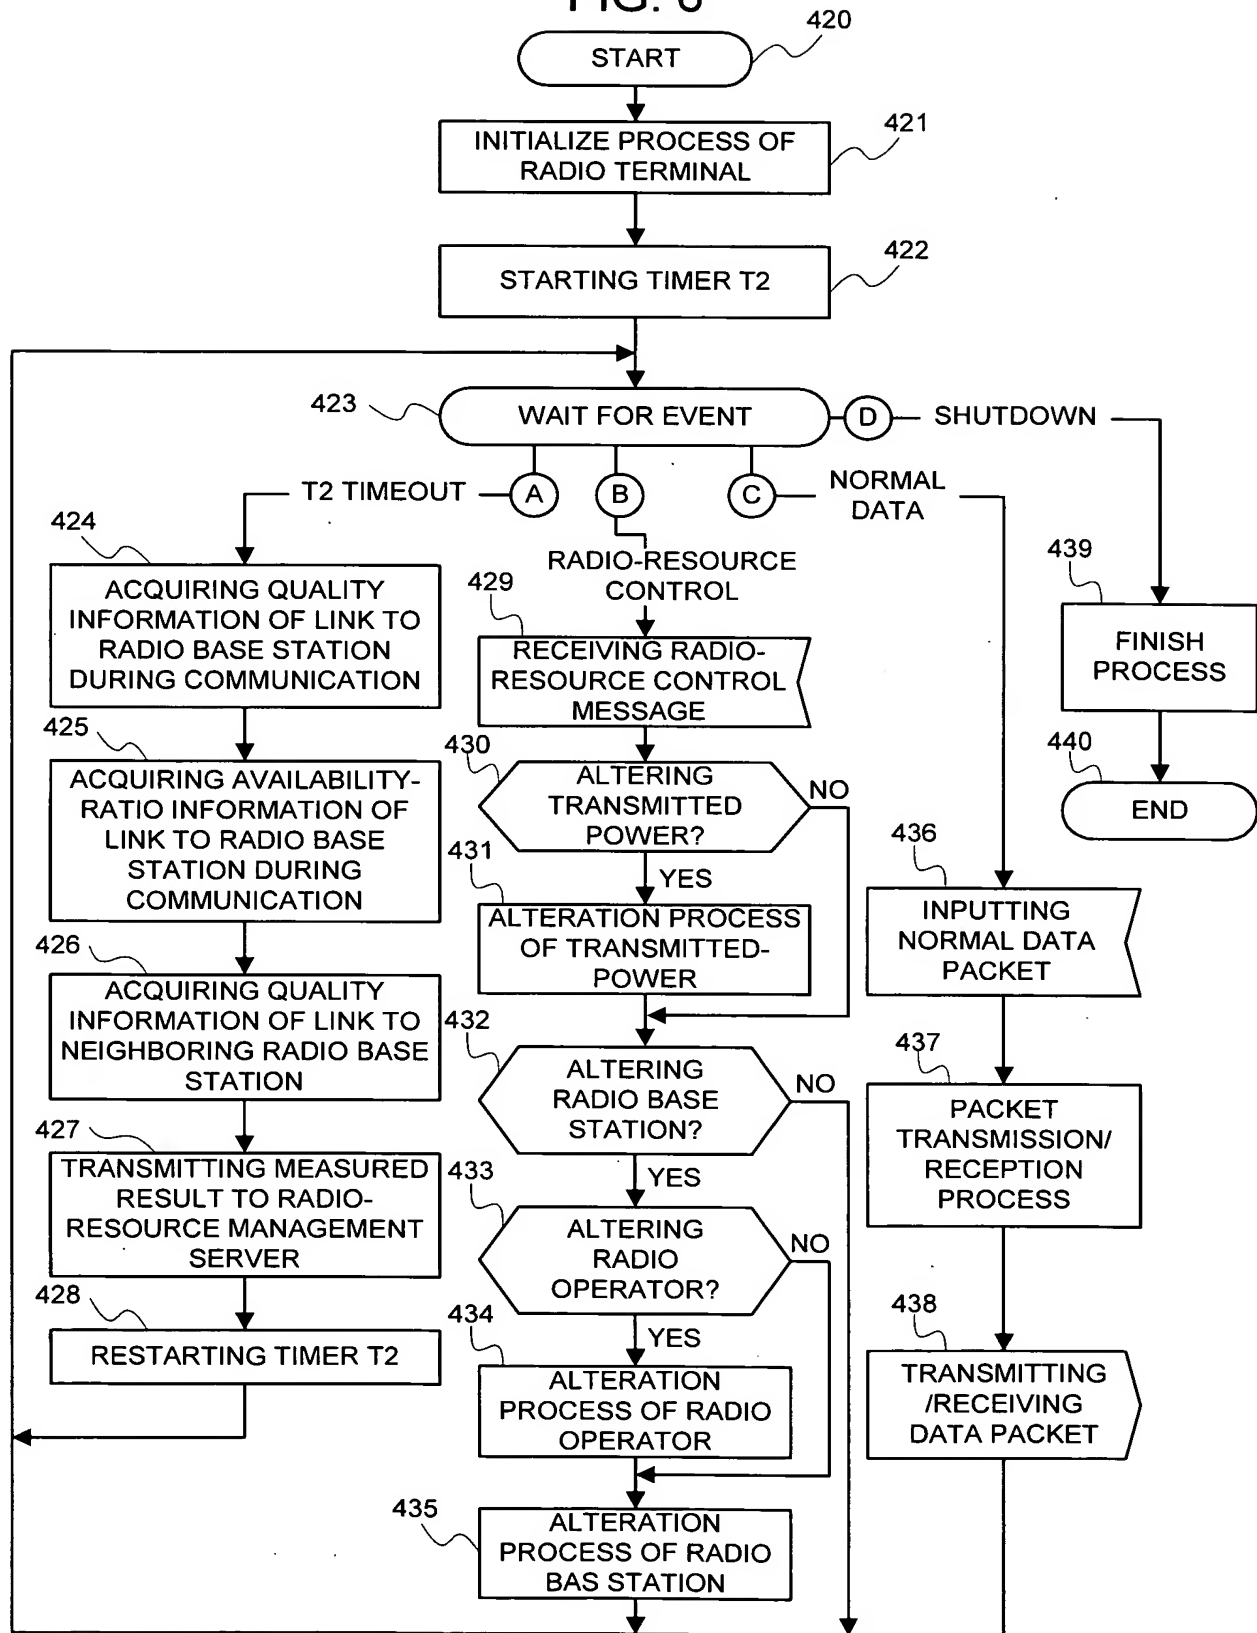 420
START
421
INITIALIZE PROCESS OF
RADIO TERMINAL
422
STARTING TIMER T2
423
WAIT FOR EVENT
D
SHUTDOWN
T2 TIMEOUT
A
B
C
NORMAL
DATA
424
ACQUIRING QUALITY
INFORMATION OF LINK TO
RADIO BASE STATION
DURING COMMUNICATION
425
ACQUIRING AVAILABILITY-
RATIO INFORMATION OF
LINK TO RADIO BASE
STATION DURING
COMMUNICATION
426
ACQUIRING QUALITY
INFORMATION OF LINK TO
NEIGHBORING RADIO BASE
STATION
427
TRANSMITTING MEASURED
RESULT TO RADIO-
RESOURCE MANAGEMENT
SERVER
428
RESTARTING TIMER T2
RADIO-RESOURCE
CONTROL
429
RECEIVING RADIO-
RESOURCE CONTROL
MESSAGE
430
ALTERING
TRANSMITTED
POWER?
NO
YES
431
ALTERATION PROCESS
OF TRANSMITTED-
POWER
432
ALTERING
RADIO BASE
STATION?
NO
YES
433
ALTERING
RADIO
OPERATOR?
NO
YES
434
ALTERATION
PROCESS OF RADIO
OPERATOR
435
ALTERATION
PROCESS OF RADIO
BAS STATION
436
INPUTTING
NORMAL DATA
PACKET
437
PACKET
TRANSMISSION/
RECEPTION
PROCESS
438
TRANSMITTING
/RECEIVING
DATA PACKET
439
FINISH
PROCESS
440
END